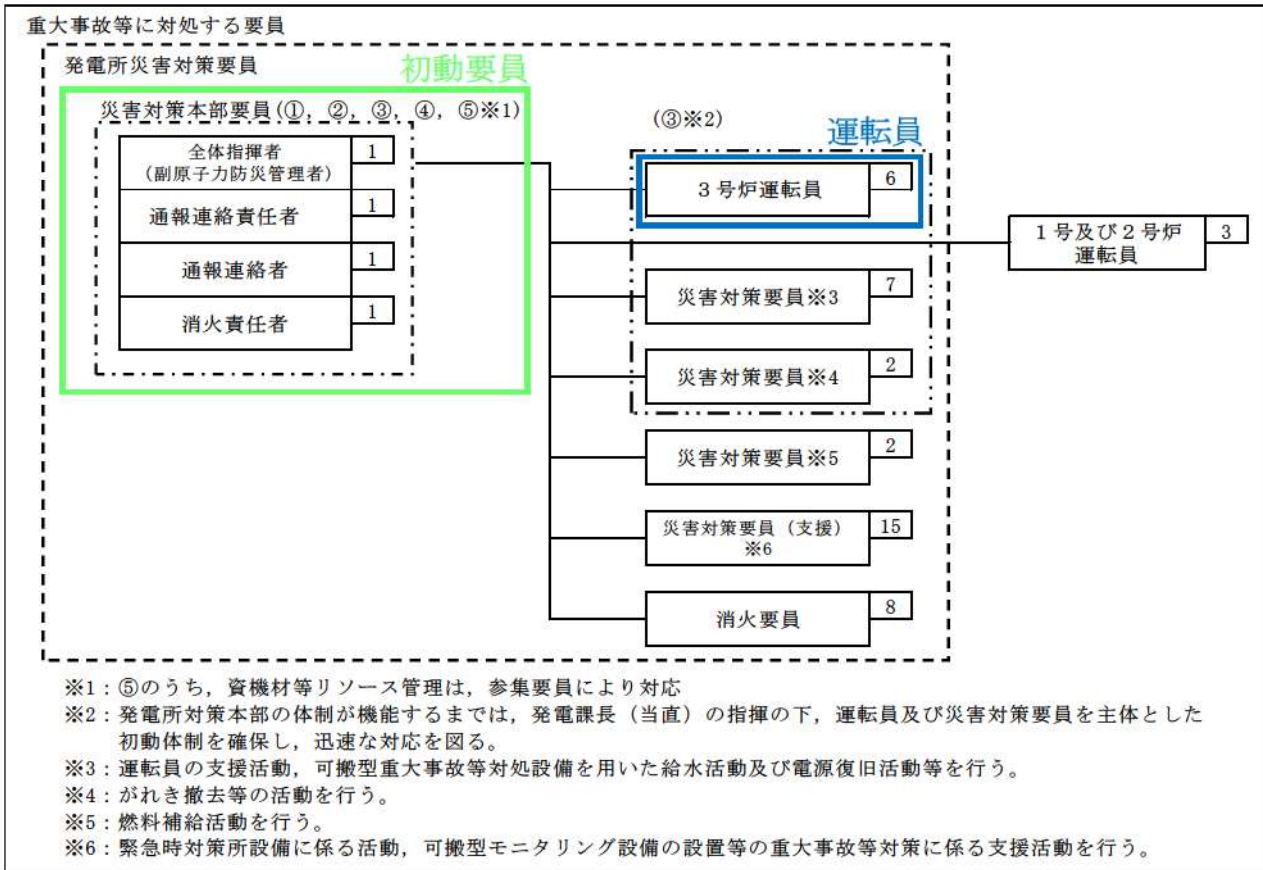 重大事故等に対処する要員
発電所災害対策要員
初動要員
災害対策本部要員(①，②，③，④，⑤※1)
全体指揮者
(副原子力防災管理者)
1
通報連絡責任者
1
通報連絡者
1
消火責任者
1
(③※2)
運転員
3号炉運転員
6
1号及び2号炉
運転員
3
災害対策要員※3
7
災害対策要員※4
2
災害対策要員※5
2
災害対策要員（支援）
※6
15
消火要員
8
※1：⑤のうち，資機材等リソース管理は，参集要員により対応
※2：発電所対策本部の体制が機能するまでは，発電課長（当直）の指揮の下，運転員及び災害対策要員を主体とした
初動体制を確保し，迅速な対応を図る。
※3：運転員の支援活動，可搬型重大事故等対処設備を用いた給水活動及び電源復旧活動等を行う。
※4：がれき撤去等の活動を行う。
※5：燃料補給活動を行う。
※6：緊急時対策所設備に係る活動，可搬型モニタリング設備の設置等の重大事故等対策に係る支援活動を行う。